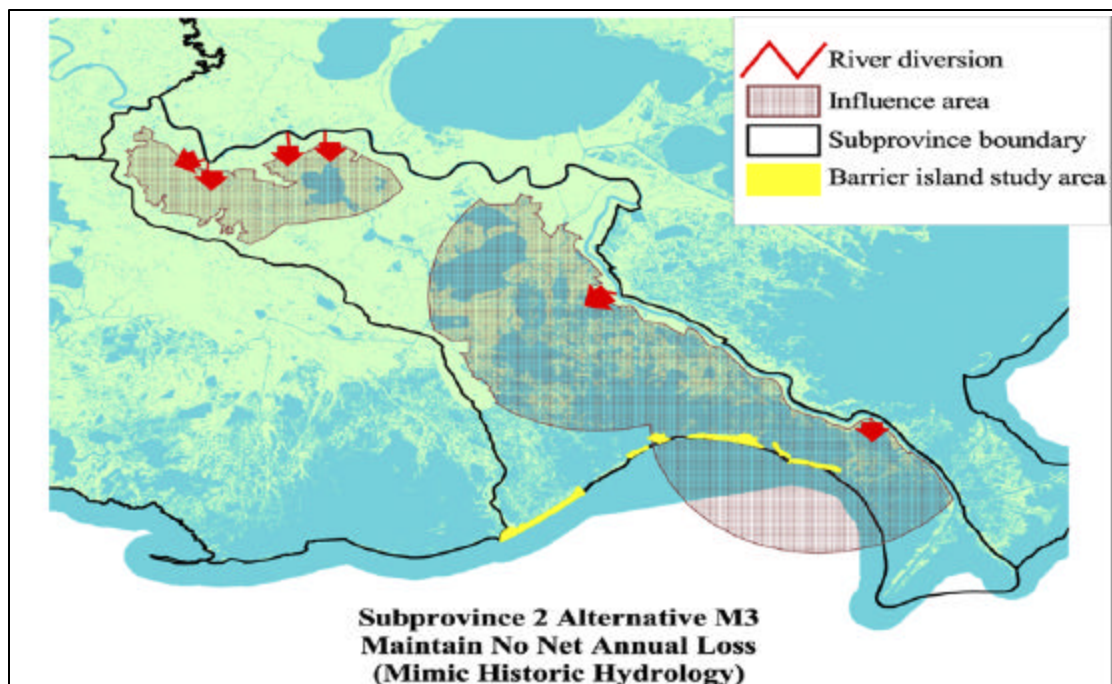 River diversion
Influence area
Subprovince boundary
Barrier island study area
Subprovince 2 Alternative M3
Maintain No Net Annual Loss
(Mimic Historic Hydrology)